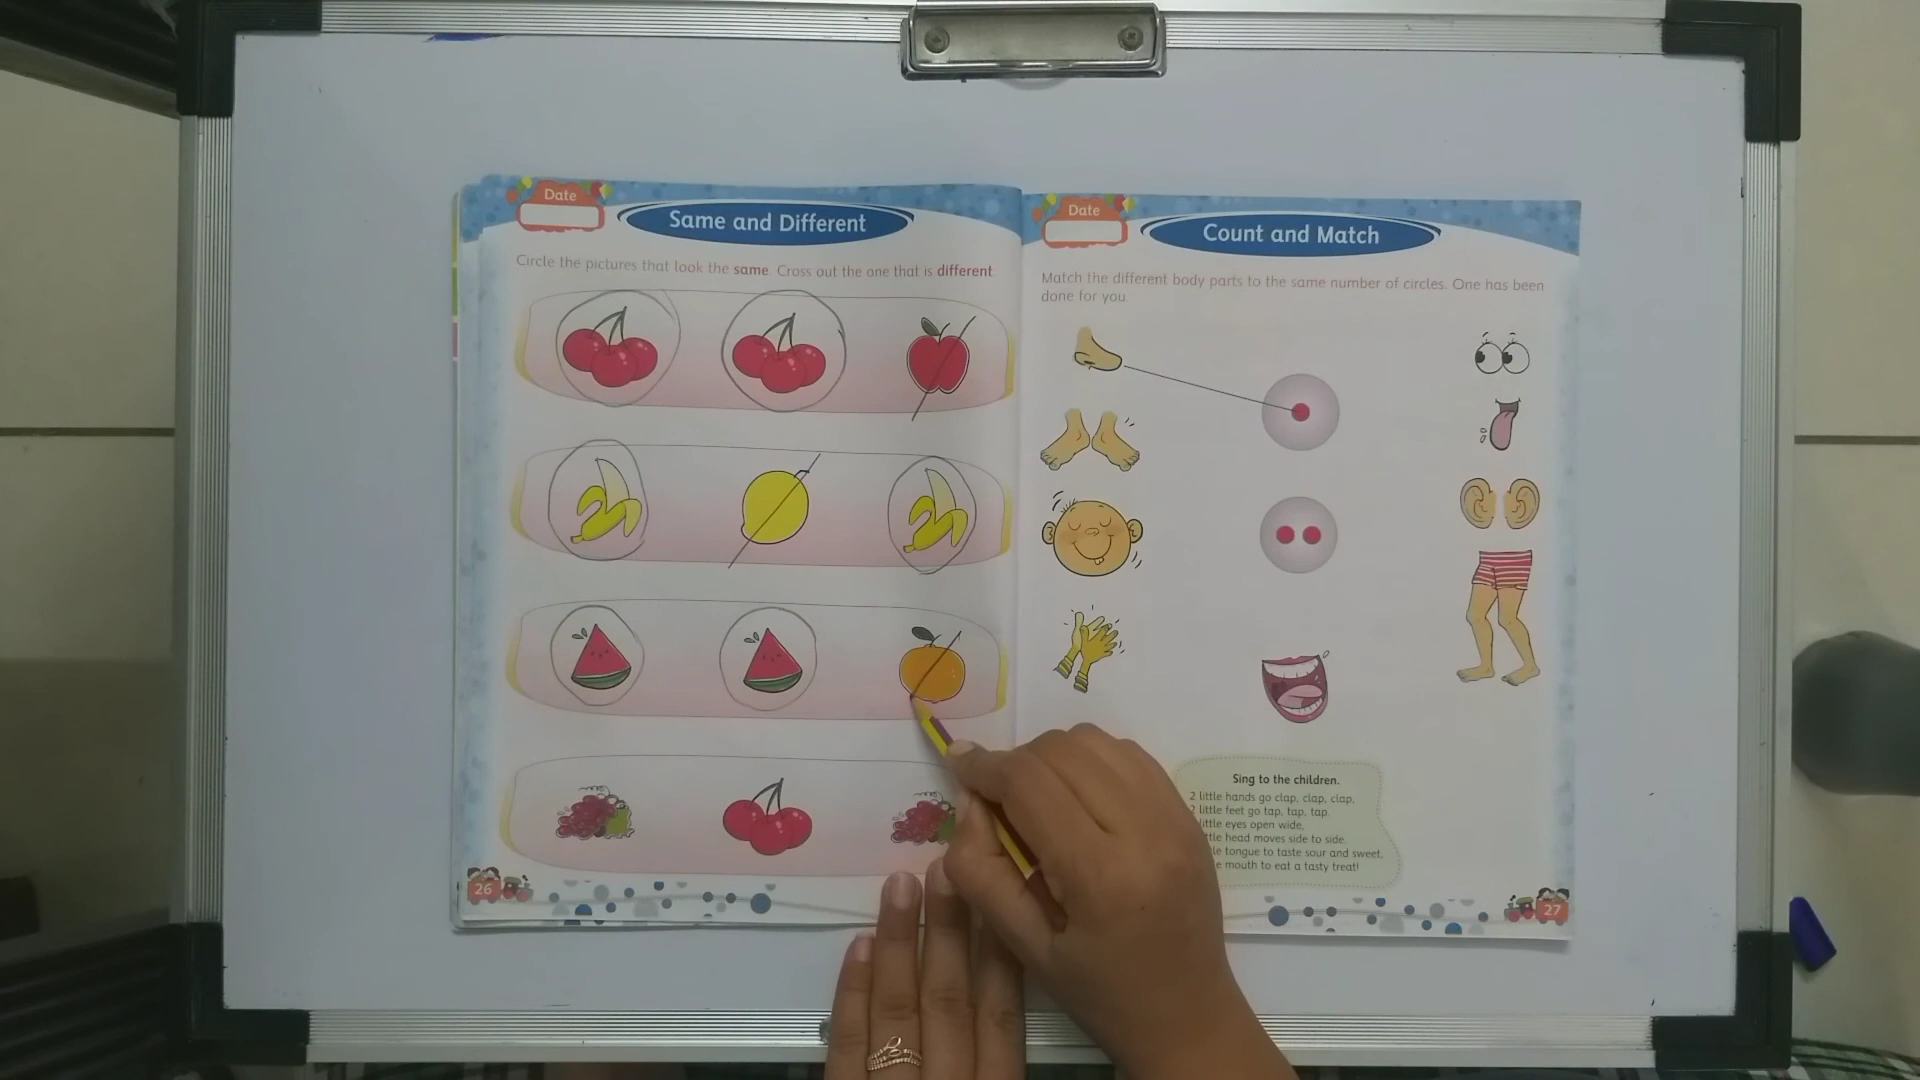 Date
Same and Different
Circle the pictures that look the same. Cross out the one that is different
26
Date
Count and Match
Match the different body parts to the same number of circles. One has been
done for you.
Sing to the children.
2 little hands go clap, clap, clap,
2 little feet go tap, tap, tap.
little eyes open wide,
head moves side to side.
tongue to taste sour and sweet,
mouth to eat a tasty treat!
27